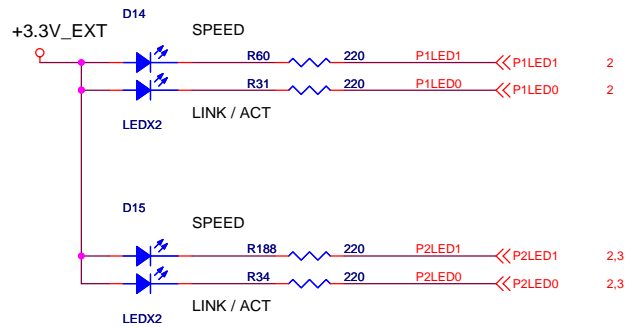 D14
+3.3V_EXT
SPEED
R60 220 P1LED1 P1LED1 2
R31 220 P1LED0 P1LED0 2
LINK / ACT
LEDX2
D15
SPEED
R188 220 P2LED1 P2LED1 2,3
R34 220 P2LED0 P2LED0 2,3
LINK / ACT
LEDX2